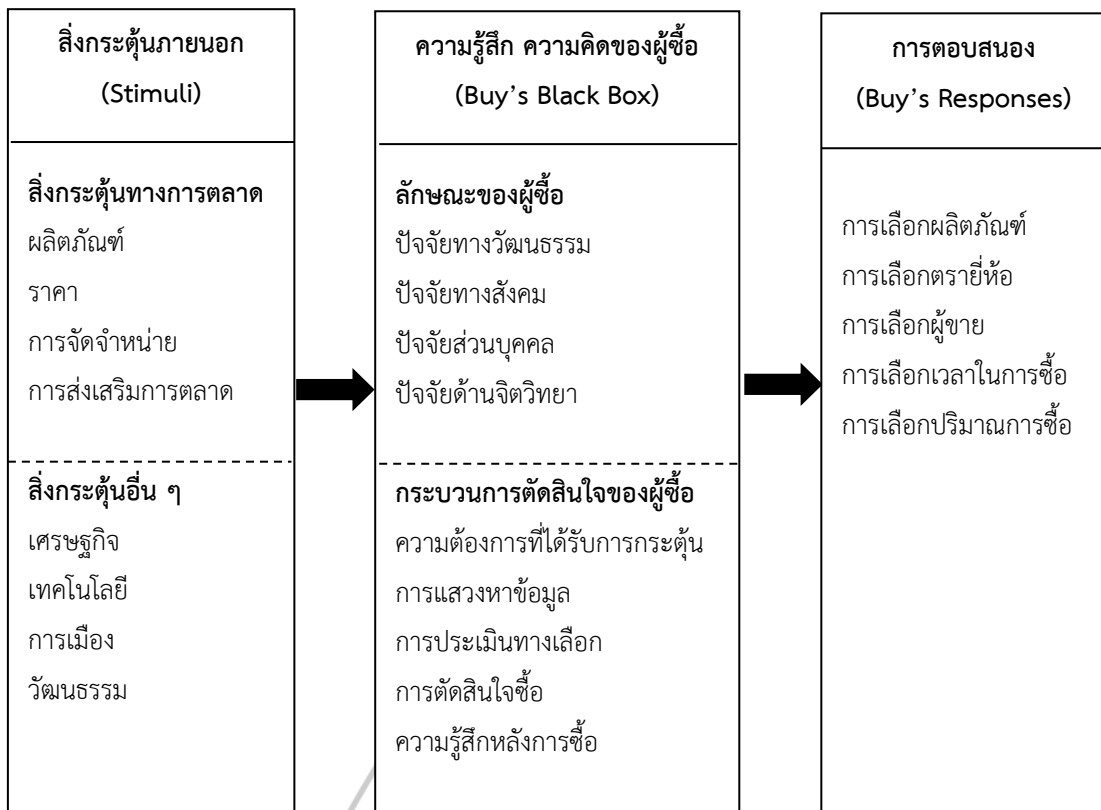 สิ่งกระตุ้นภายนอก
(Stimuli)
สิ่งกระตุ้นทางการตลาด
ผลิตภัณฑ์
ราคา
การจัดจำหน่าย
การส่งเสริมการตลาด
สิ่งกระตุ้นอื่น ๆ
เศรษฐกิจ
เทคโนโลยี
การเมือง
วัฒนธรรม
ความรู้สึก ความคิดของผู้ซื้อ
(Buy's Black Box)
ลักษณะของผู้ซื้อ
ปัจจัยทางวัฒนธรรม
ปัจจัยทางสังคม
ปัจจัยส่วนบุคคล
ปัจจัยด้านจิตวิทยา
กระบวนการตัดสินใจของผู้ซื้อ
ความต้องการที่ได้รับการกระตุ้น
การแสวงหาข้อมูล
การประเมินทางเลือก
การตัดสินใจซื้อ
ความรู้สึกหลังการซื้อ
การตอบสนอง
(Buy's Responses)
การเลือกผลิตภัณฑ์
การเลือกตรายี่ห้อ
การเลือกผู้ขาย
การเลือกเวลาในการซื้อ
การเลือกปริมาณการซื้อ